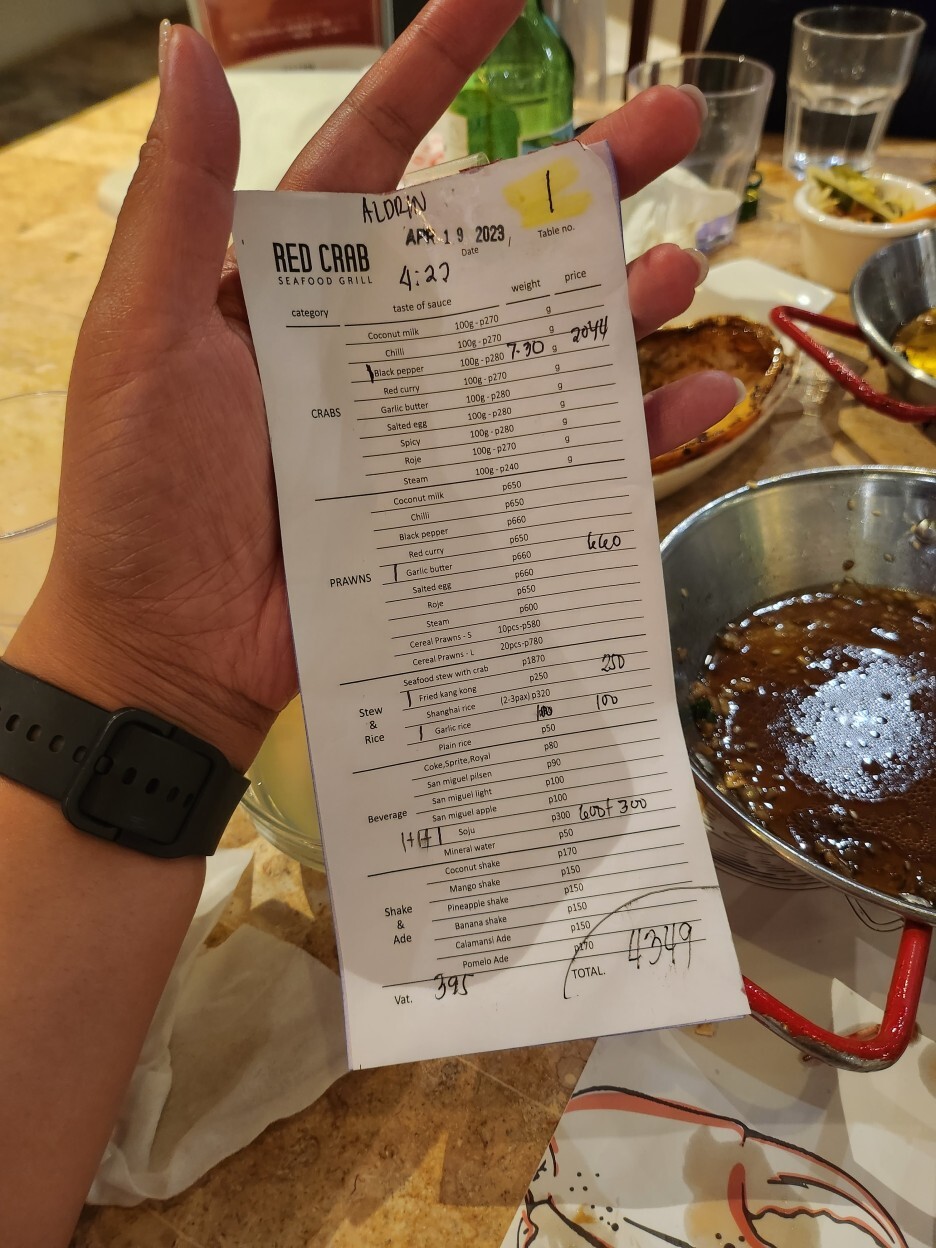 ALDRIN
1
APR 19 2023,
Table no.
RED CRAB
Date
SEAFOOD GRILL
4:27
category taste of sauce weight price
Coconut milk 100g-p270 g
Chilli 100g-p270 g
Black pepper 100g-p280 7.30 g 2044
Red curry 100g-p270 g
CRABS Garlic butter 100g-p280 g
Salted egg 100g-p280 g
Spicy 100g-p280 g
Roje 100g-p270 g
Steam 100g-p240 g
Coconut milk p650
Chilli p650
Black pepper p660
Red curry p650
PRAWNS Garlic butter p660 660
Salted egg p660
Roje p650
Steam p600
Cereal Prawns - S 10pcs-p580
Cereal Prawns - L 20pcs-p780
Seafood stew with crab p1870
Stew Fried kang kong p250 250
& Shanghai rice (2-3pax) p320
Rice Garlic rice 100
Plain rice p50
Coke,Sprite,Royal p80
San miguel pilsen p90
San miguel light p100
Beverage San miguel apple p100
1+1+1 Soju p300 600+300
Mineral water p50
Coconut shake p170
Mango shake p150
Shake Pineapple shake p150
& Banana shake p150
Ade Calamansi Ade p150
Pomelo Ade p170
Vat. 395 TOTAL. 4349